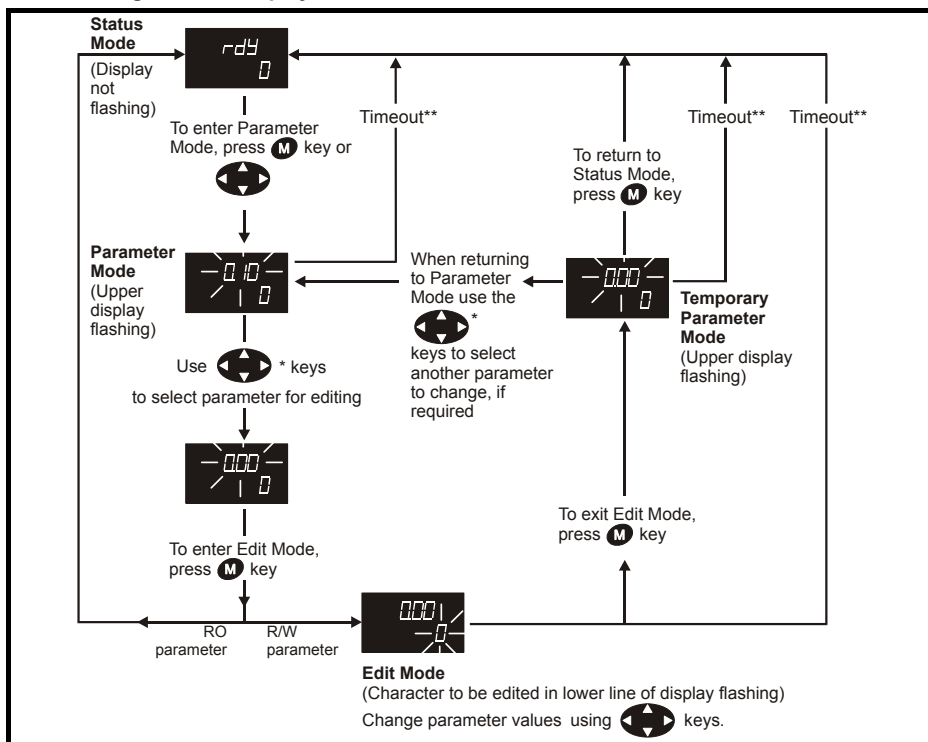 Status
Mode
(Display
not
flashing)
rdY
0
To enter Parameter
Mode, press M key or
Timeout**
Timeout**
Timeout**
To return to
Status Mode,
press M key
Parameter
Mode
(Upper
display
flashing)
0.10
0
When returning
to Parameter
Mode use the
*
keys to select
another parameter
to change, if
required
0.00
0
Temporary
Parameter
Mode
(Upper display
flashing)
Use * keys
to select parameter for editing
0.00
0
To enter Edit Mode,
press M key
To exit Edit Mode,
press M key
RO
parameter
R/W
parameter
0.00
0
Edit Mode
(Character to be edited in lower line of display flashing)
Change parameter values using keys.